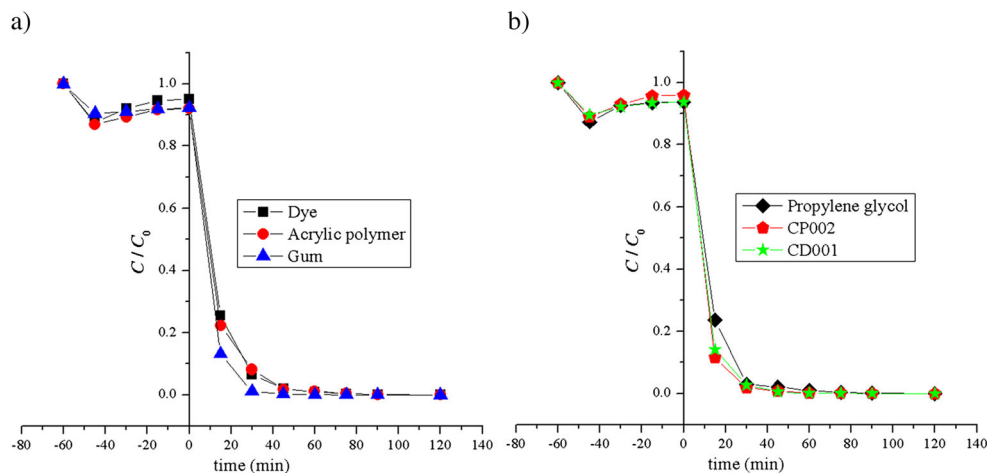 a)
1.0
0.8
0.6
0.4
0.2
0.0
C / C0
Dye
Acrylic polymer
Gum
-80 -60 -40 -20 0 20 40 60 80 100 120 140
time (min)
b)
1.0
0.8
0.6
0.4
0.2
0.0
C / C0
Propylene glycol
CP002
CD001
-80 -60 -40 -20 0 20 40 60 80 100 120 140
time (min)